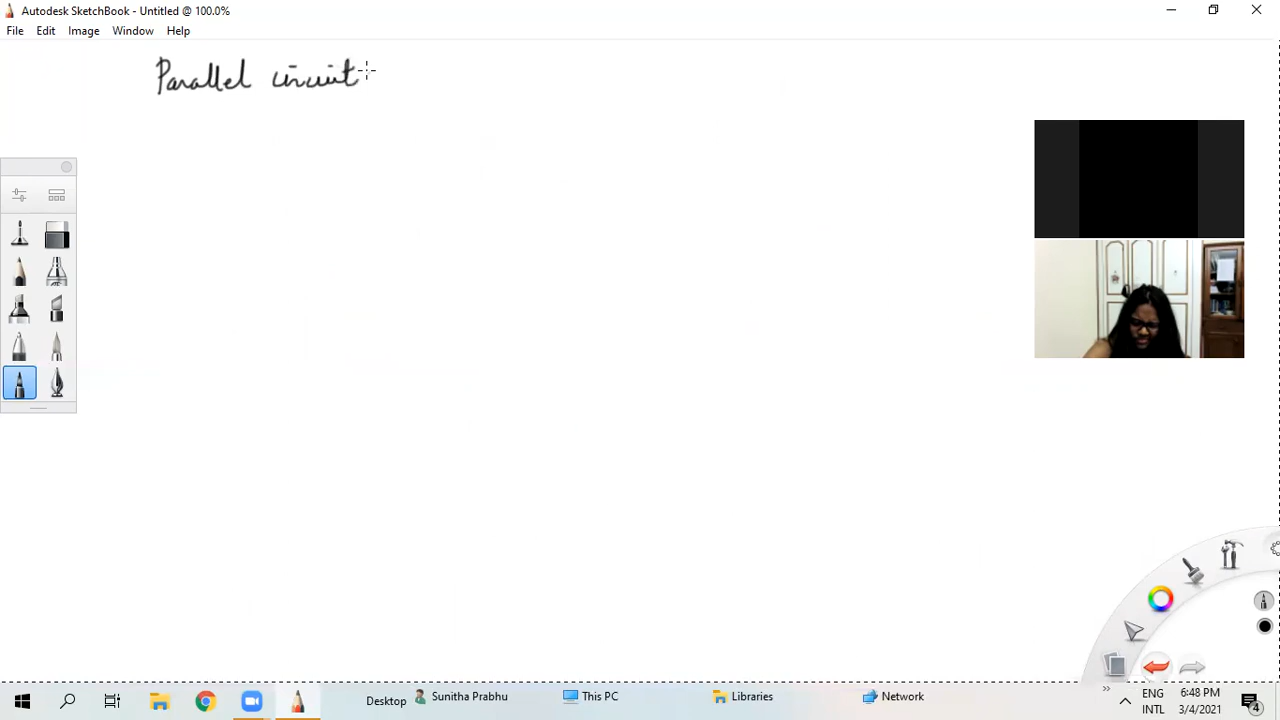 Autodesk SketchBook - Untitled @ 100.0%
File Edit Image Window Help
Parallel circuit
Desktop Sunitha Prabhu This PC Libraries Network
ENG
INTL
6:48 PM
3/4/2021
4